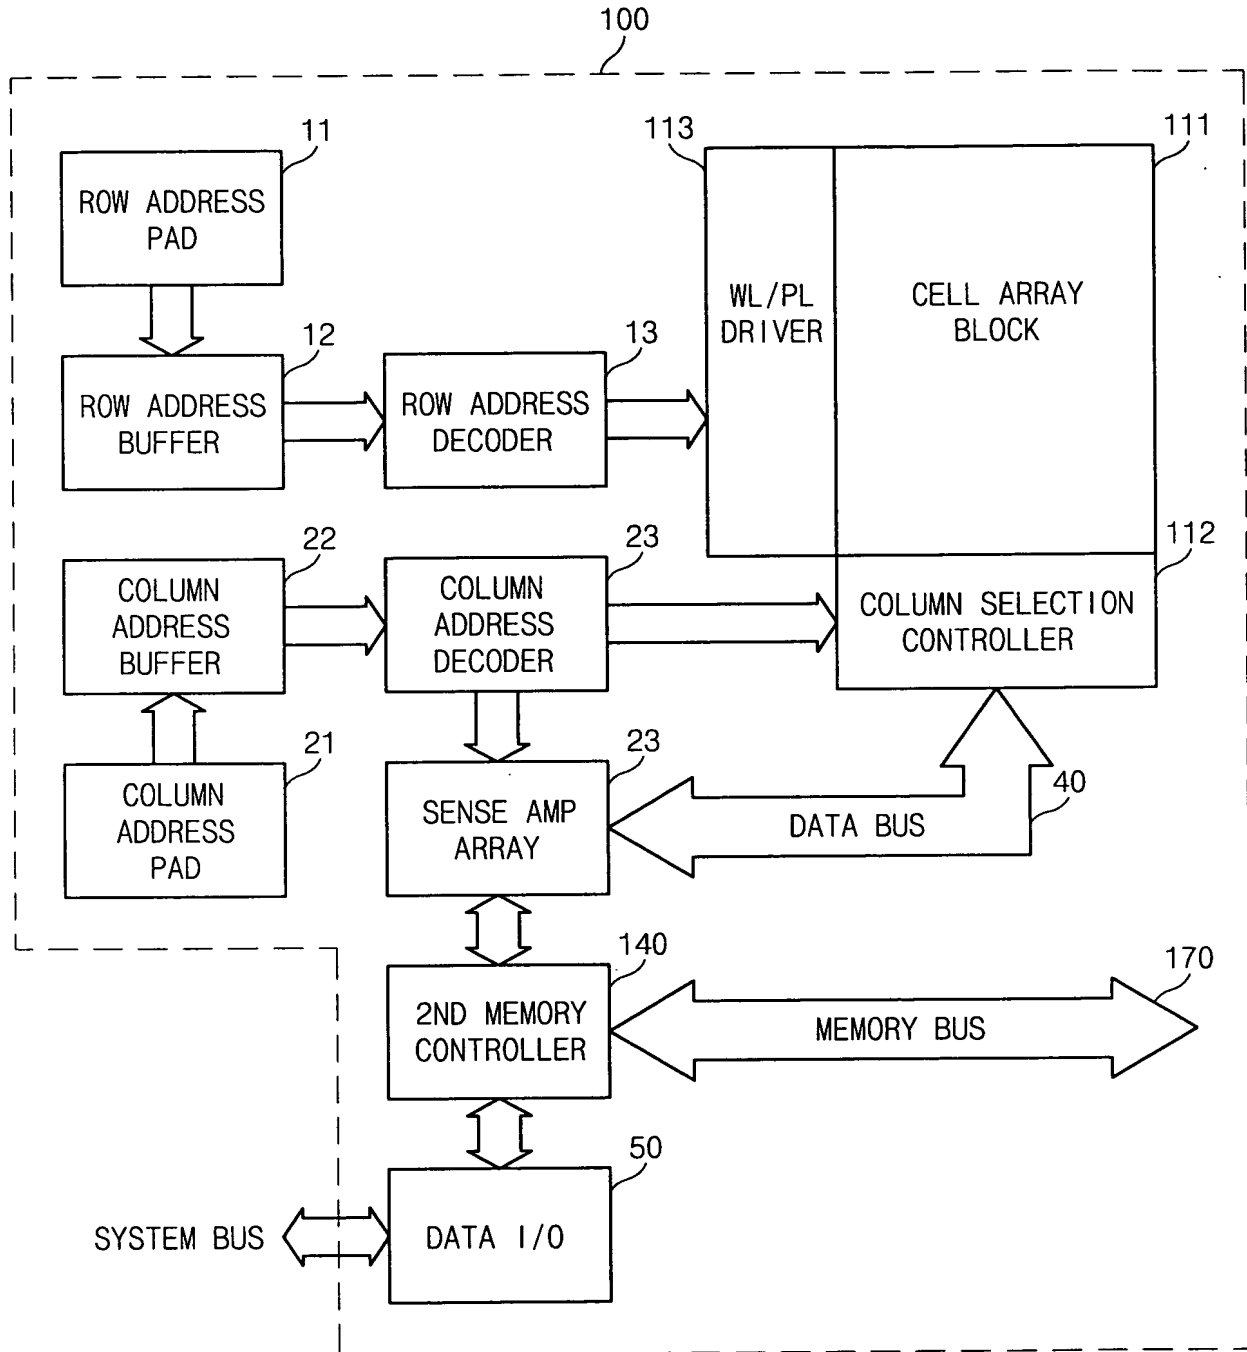 100
11
113
111
ROW ADDRESS
PAD
WL/PL
DRIVER
CELL ARRAY
BLOCK
12
13
ROW ADDRESS
BUFFER
ROW ADDRESS
DECODER
22
23
112
COLUMN
ADDRESS
BUFFER
COLUMN
ADDRESS
DECODER
COLUMN SELECTION
CONTROLLER
21
23
40
COLUMN
ADDRESS
PAD
SENSE AMP
ARRAY
DATA BUS
140
170
2ND MEMORY
CONTROLLER
MEMORY BUS
50
SYSTEM BUS
DATA I/O